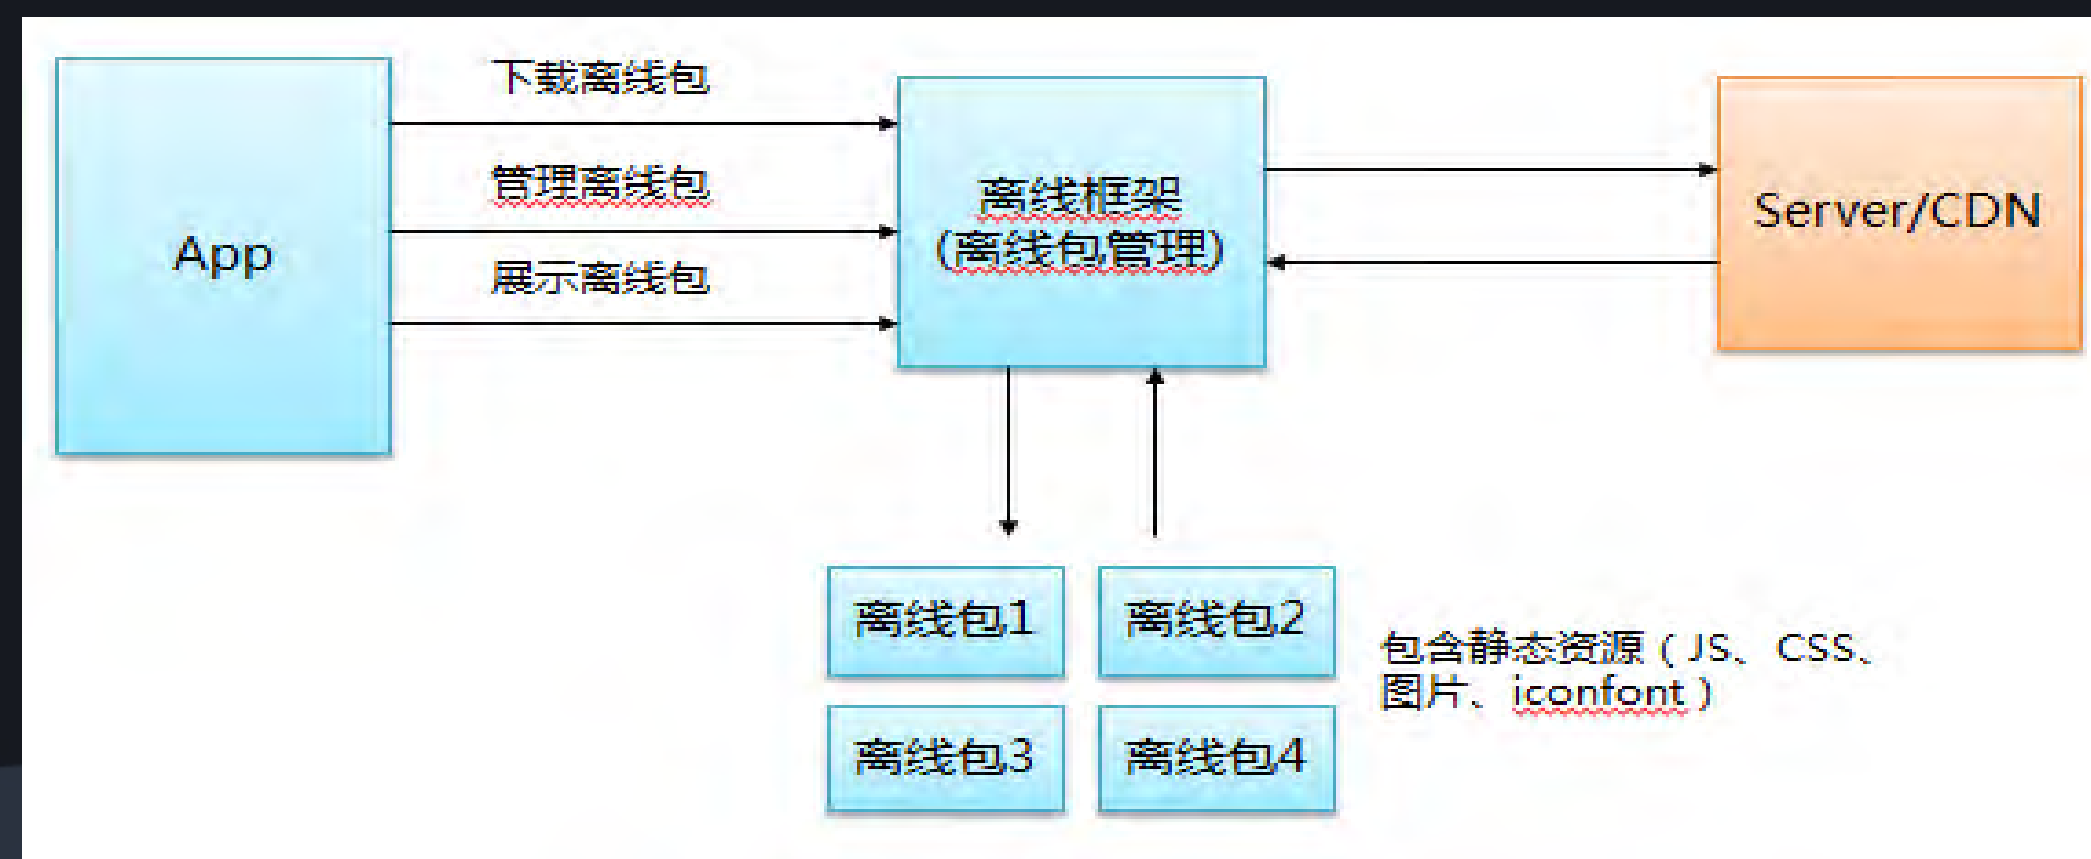 App
下载离线包
管理离线包
展示离线包
离线框架
(离线包管理)
Server/CDN
离线包1
离线包2
离线包3
离线包4
包含静态资源（JS、CSS、
图片、iconfont）